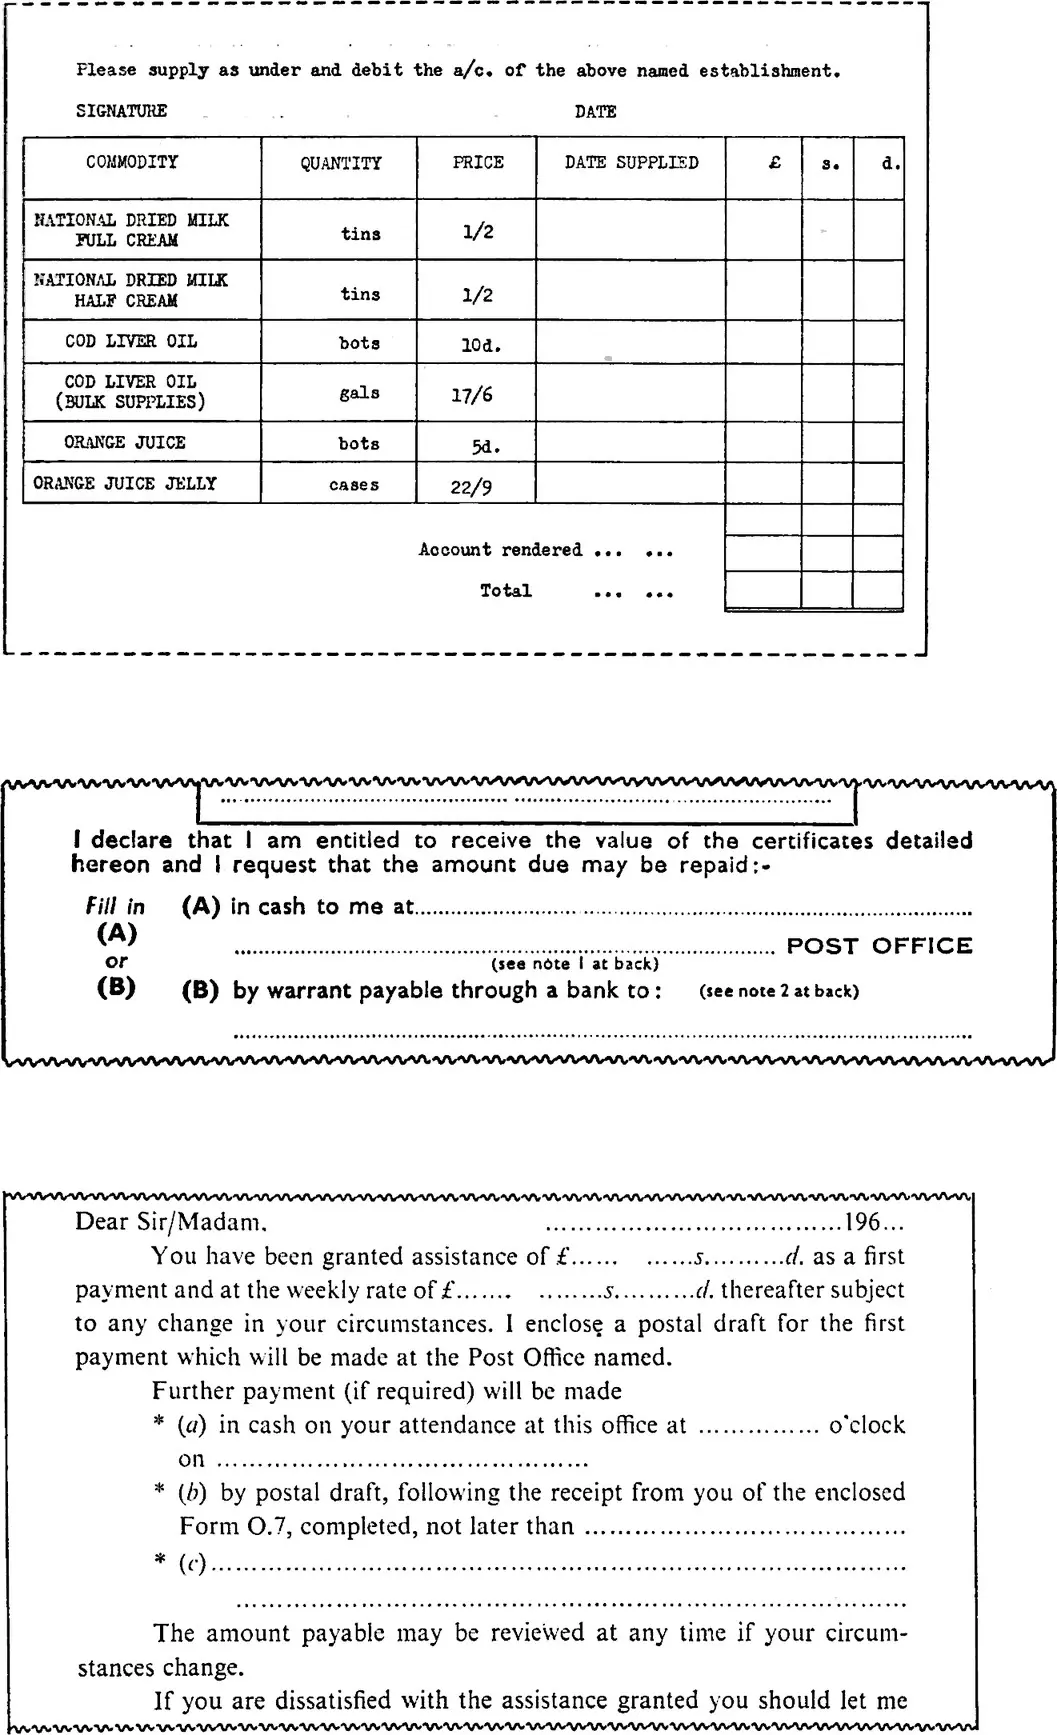 Please supply as under and debit the a/c. of the above named establishment.
SIGNATURE DATE
COMMODITY QUANTITY PRICE DATE SUPPLIED £ s. d.
NATIONAL DRIED MILK
FULL CREAM tins 1/2
NATIONAL DRIED MILK
HALF CREAM tins 1/2
COD LIVER OIL bots 10d.
COD LIVER OIL
(BULK SUPPLIES) gals 17/6
ORANGE JUICE bots 5d.
ORANGE JUICE JELLY cases 22/9
Account rendered ... ...
Total ... ...
I declare that I am entitled to receive the value of the certificates detailed
hereon and I request that the amount due may be repaid:-
Fill in (A) in cash to me at..........
(A)
.......... POST OFFICE
or (see note 1 at back)
(B) (B) by warrant payable through a bank to: (see note 2 at back)
Dear Sir/Madam. ..........196...
You have been granted assistance of £...... ......s..........d. as a first
payment and at the weekly rate of £....... ........s..........d. thereafter subject
to any change in your circumstances. I enclose a postal draft for the first
payment which will be made at the Post Office named.
Further payment (if required) will be made
* (a) in cash on your attendance at this office at ............... o'clock
on ..........
* (b) by postal draft, following the receipt from you of the enclosed
Form O.7, completed, not later than ..........
* (c)..........
The amount payable may be reviewed at any time if your circum-
stances change.
If you are dissatisfied with the assistance granted you should let me